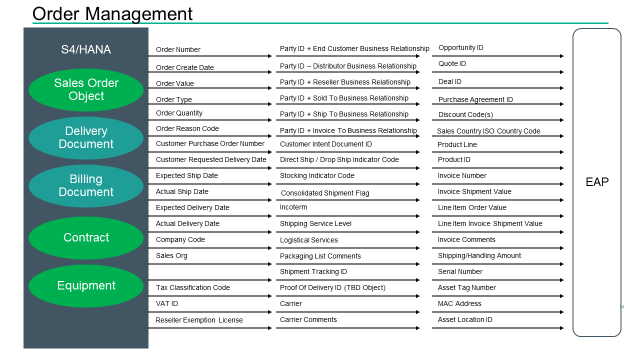 Order Management
S4/HANA
Sales Order
Object
Delivery
Document
Billing
Document
Contract
Equipment
Order Number
Order Create Date
Order Value
Order Type
Order Quantity
Order Reason Code
Customer Purchase Order Number
Customer Requested Delivery Date
Expected Ship Date
Actual Ship Date
Expected Delivery Date
Actual Delivery Date
Company Code
Sales Org
Tax Classification Code
VAT ID
Reseller Exemption License
Party ID + End Customer Business Relationship
Party ID – Distributor Business Relationship
Party ID + Reseller Business Relationship
Party ID + Sold To Business Relationship
Party ID + Ship To Business Relationship
Party ID + Invoice To Business Relationship
Customer Intent Document ID
Direct Ship / Drop Ship Indicator Code
Stocking Indicator Code
Consolidated Shipment Flag
Incoterm
Shipping Service Level
Logistical Services
Packaging List Comments
Shipment Tracking ID
Proof Of Delivery ID (TBD Object)
Carrier
Carrier Comments
Opportunity ID
Quote ID
Deal ID
Purchase Agreement ID
Discount Code(s)
Sales Country ISO Country Code
Product Line
Product ID
Invoice Number
Invoice Shipment Value
Line Item Order Value
Line Item Invoice Shipment Value
Invoice Comments
Shipping/Handling Amount
Serial Number
Asset Tag Number
MAC Address
Asset Location ID
EAP